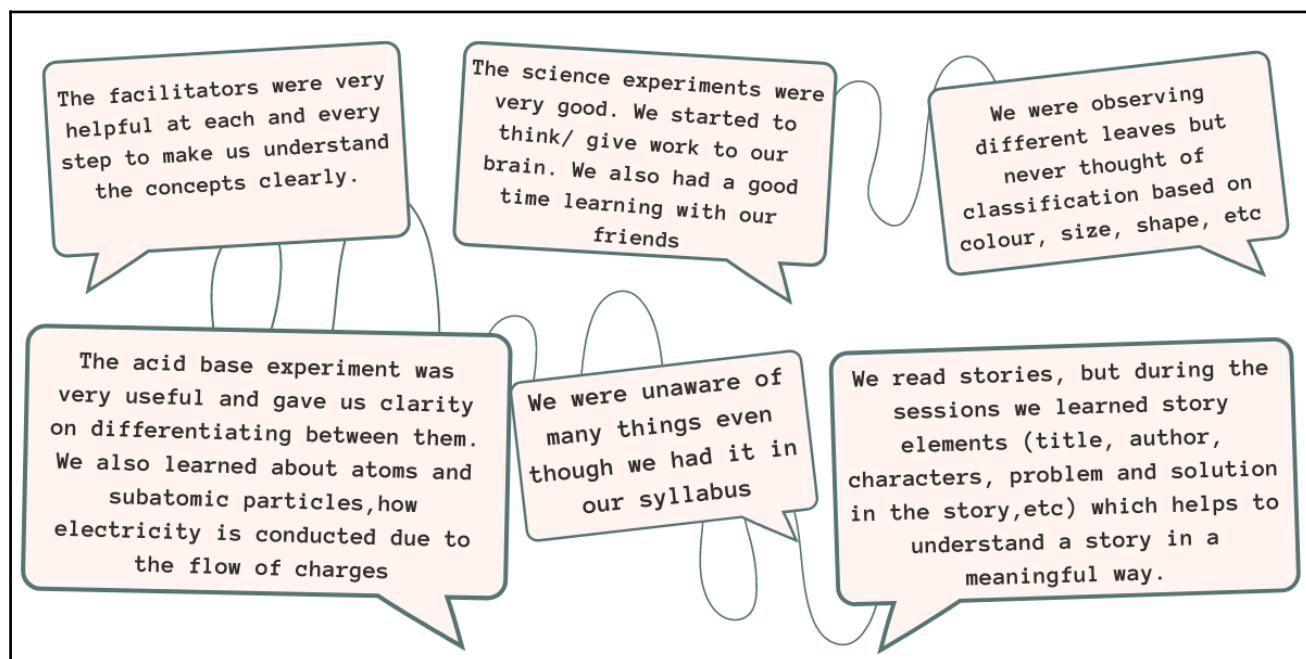 The facilitators were very
helpful at each and every
step to make us understand
the concepts clearly.
The science experiments were
very good. We started to
think/ give work to our
brain. We also had a good
time learning with our
friends
We were observing
different leaves but
never thought of
classification based on
colour, size, shape, etc
The acid base experiment was
very useful and gave us clarity
on differentiating between them.
We also learned about atoms and
subatomic particles,how
electricity is conducted due to
the flow of charges
We were unaware of
many things even
though we had it in
our syllabus
We read stories, but during the
sessions we learned story
elements (title, author,
characters, problem and solution
in the story,etc) which helps to
understand a story in a
meaningful way.